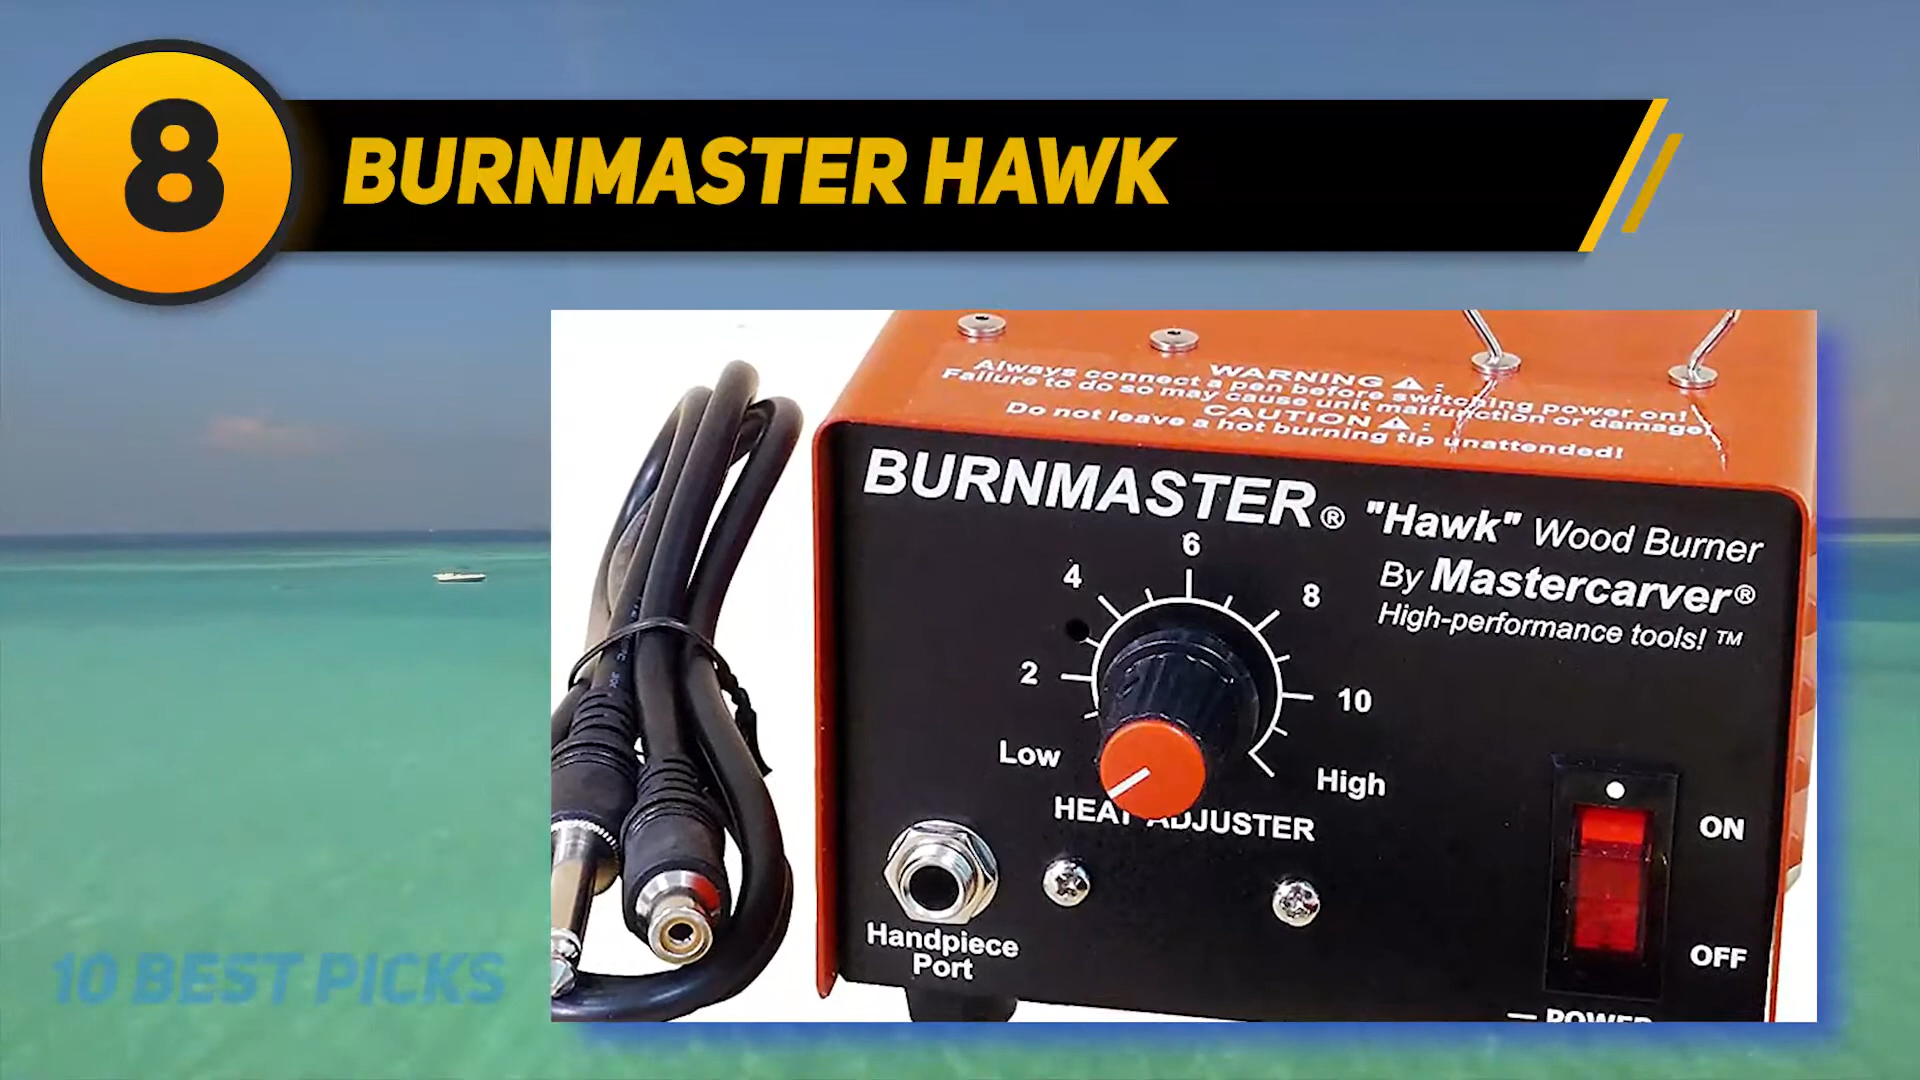 8
BURNMASTER HAWK
WARNING ⚠:
Always connect a pen before switching power on!
Failure to do so may cause unit malfunction or damage.
CAUTION ⚠:
Do not leave a hot burning tip unattended!
BURNMASTER® "Hawk" Wood Burner
By Mastercarver®
High-performance tools! ™
6
4
8
2
10
Low
High
HEAT ADJUSTER
ON
OFF
Handpiece
Port
— POWER
10 BEST PICKS